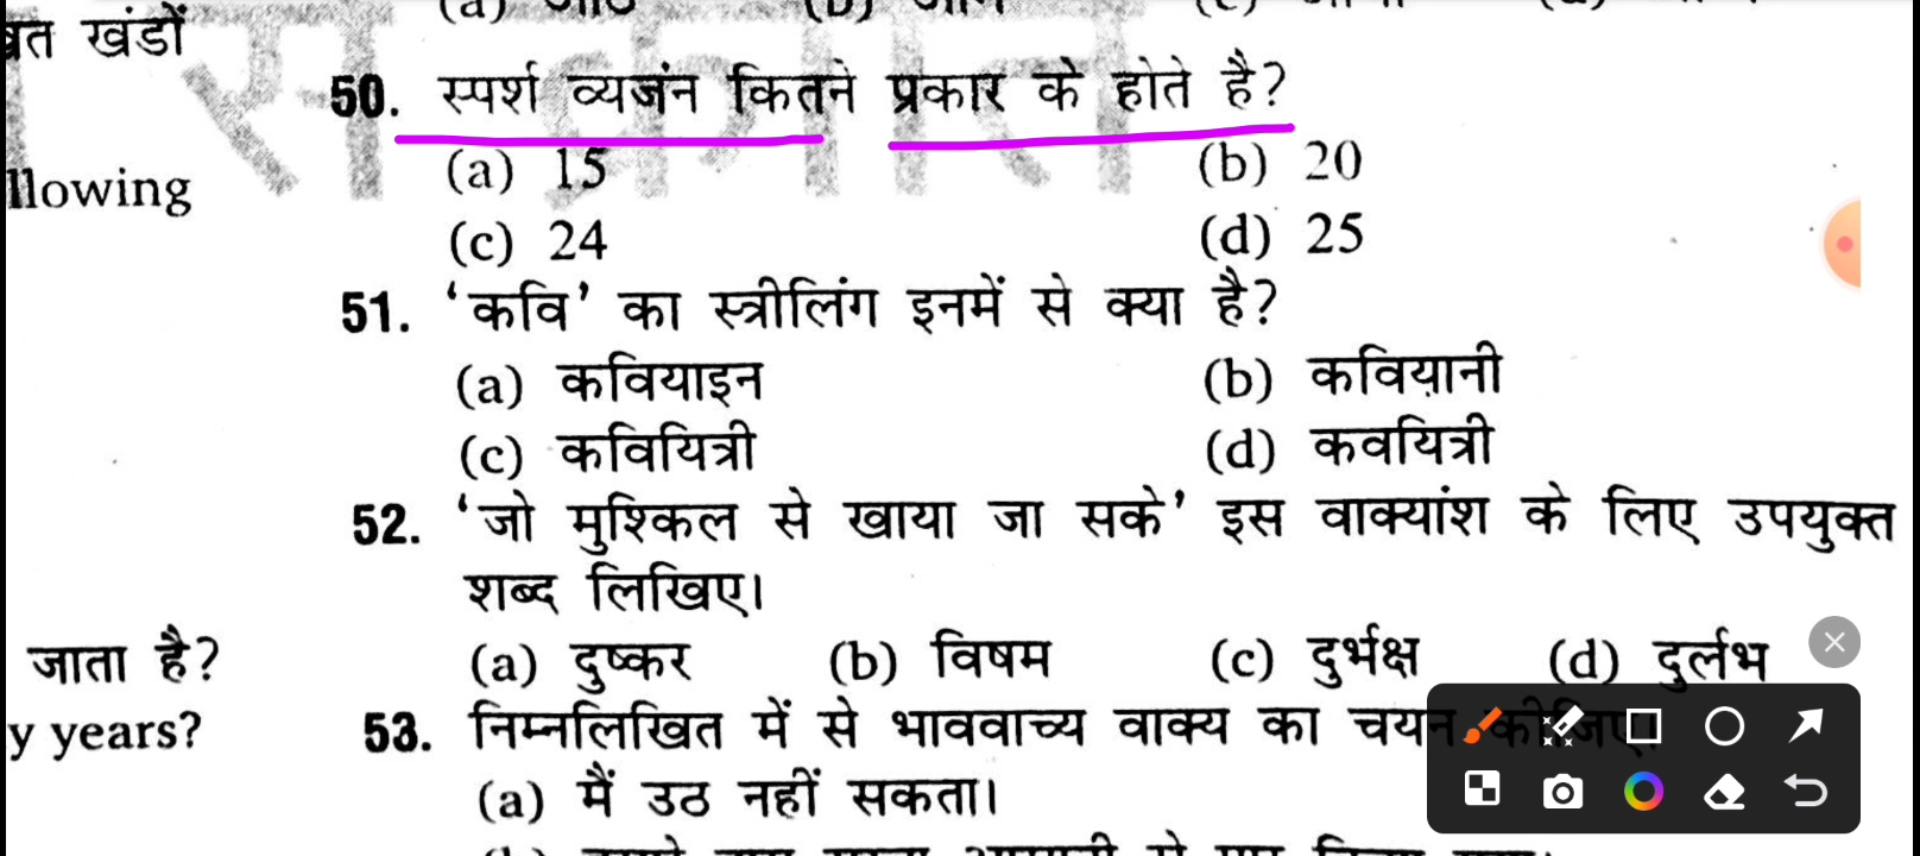 खंडों
50. स्पर्श व्यजंन कितने प्रकार के होते है?
(a) 15 (b) 20
llowing
(c) 24 (d) 25
51. ‘कवि’ का स्त्रीलिंग इनमें से क्या है?
(a) कवियाइन (b) कवियानी
(c) कवियित्री (d) कवयित्री
52. ‘जो मुश्किल से खाया जा सके’ इस वाक्यांश के लिए उपयुक्त
शब्द लिखिए।
जाता है?
(a) दुष्कर (b) विषम (c) दुर्भक्ष (d) दुर्लभ
y years?
53. निम्नलिखित में से भाववाच्य वाक्य का चयन कीजिए।
(a) मैं उठ नहीं सकता।